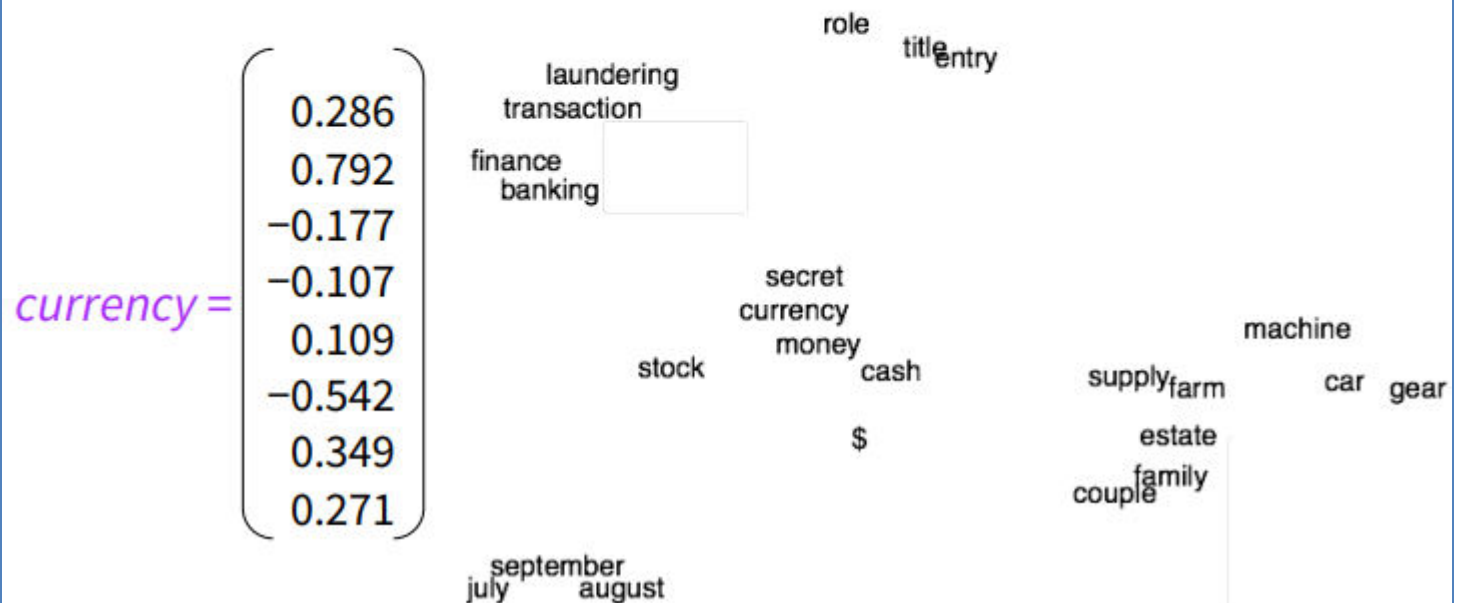 currency =
0.286
0.792
−0.177
−0.107
0.109
−0.542
0.349
0.271
role
title
entry
laundering
transaction
finance
banking
secret
currency
money
stock
cash
$
machine
supply
farm
car
gear
estate
family
couple
september
july
august